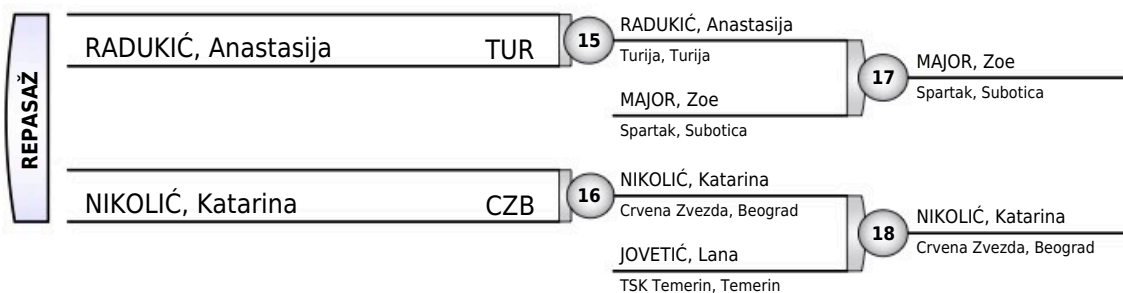 REPASAŽ
RADUKIĆ, Anastasija TUR
15
RADUKIĆ, Anastasija
Turija, Turija
MAJOR, Zoe
Spartak, Subotica
17
MAJOR, Zoe
Spartak, Subotica
NIKOLIĆ, Katarina CZB
16
NIKOLIĆ, Katarina
Crvena Zvezda, Beograd
JOVETIĆ, Lana
TSK Temerin, Temerin
18
NIKOLIĆ, Katarina
Crvena Zvezda, Beograd